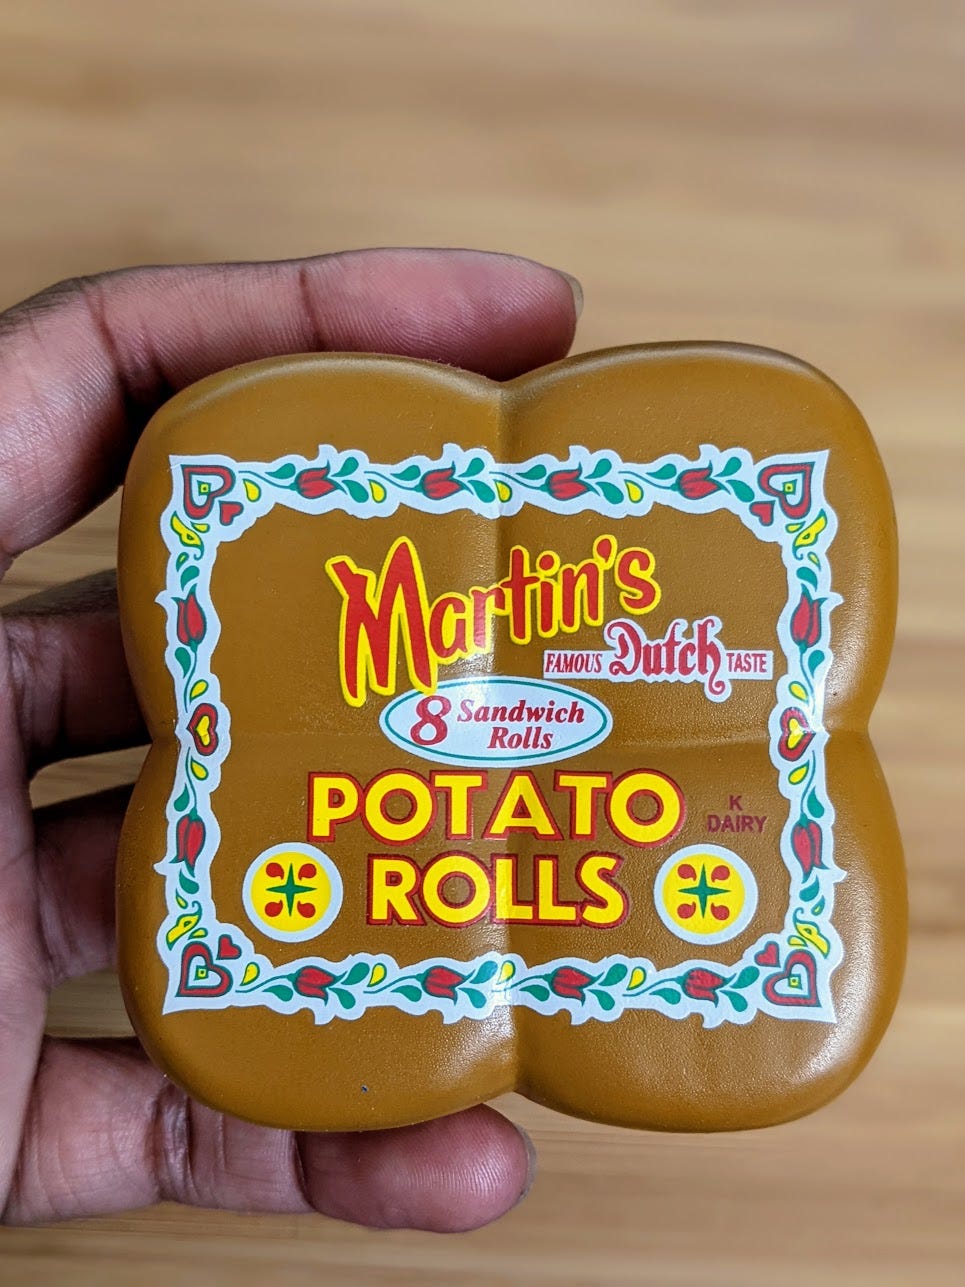 Martin's
FAMOUS Dutch TASTE
8 Sandwich
Rolls
POTATO
ROLLS
K
DAIRY